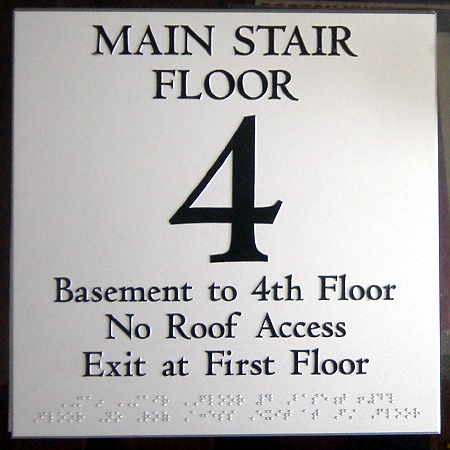 MAIN STAIR
FLOOR
4
Basement to 4th Floor
No Roof Access
Exit at First Floor